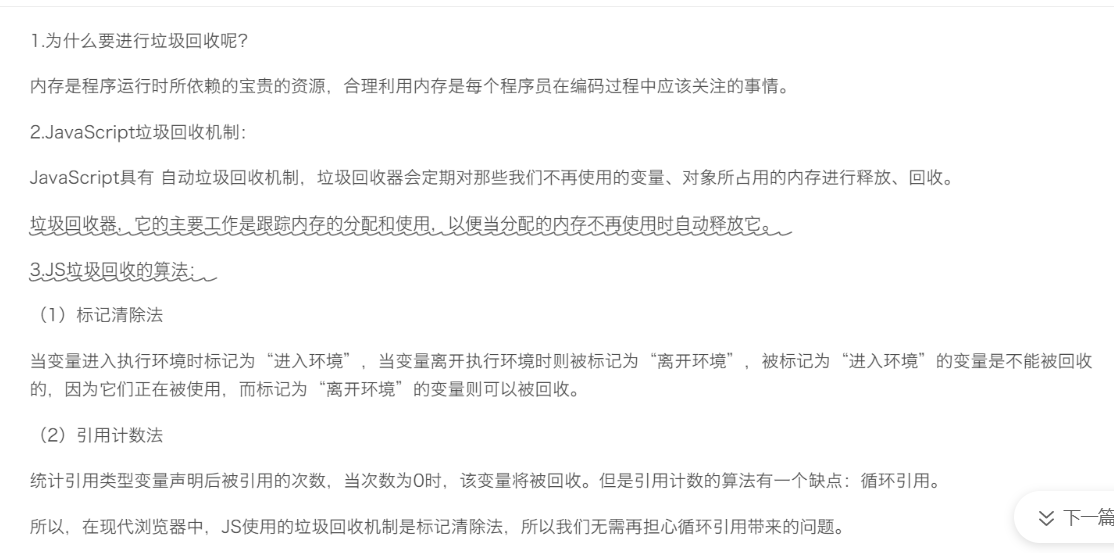 1.为什么要进行垃圾回收呢?
内存是程序运行时所依赖的宝贵的资源，合理利用内存是每个程序员在编码过程中应该关注的事情。
2.JavaScript垃圾回收机制：
JavaScript具有 自动垃圾回收机制，垃圾回收器会定期对那些我们不再使用的变量、对象所占用的内存进行释放、回收。
垃圾回收器，它的主要工作是跟踪内存的分配和使用，以便当分配的内存不再使用时自动释放它。
3.JS垃圾回收的算法：
（1）标记清除法
当变量进入执行环境时标记为“进入环境”，当变量离开执行环境时则被标记为“离开环境”，被标记为“进入环境”的变量是不能被回收
的，因为它们正在被使用，而标记为“离开环境”的变量则可以被回收。
（2）引用计数法
统计引用类型变量声明后被引用的次数，当次数为0时，该变量将被回收。但是引用计数的算法有一个缺点：循环引用。
所以，在现代浏览器中，JS使用的垃圾回收机制是标记清除法，所以我们无需再担心循环引用带来的问题。
下一篇